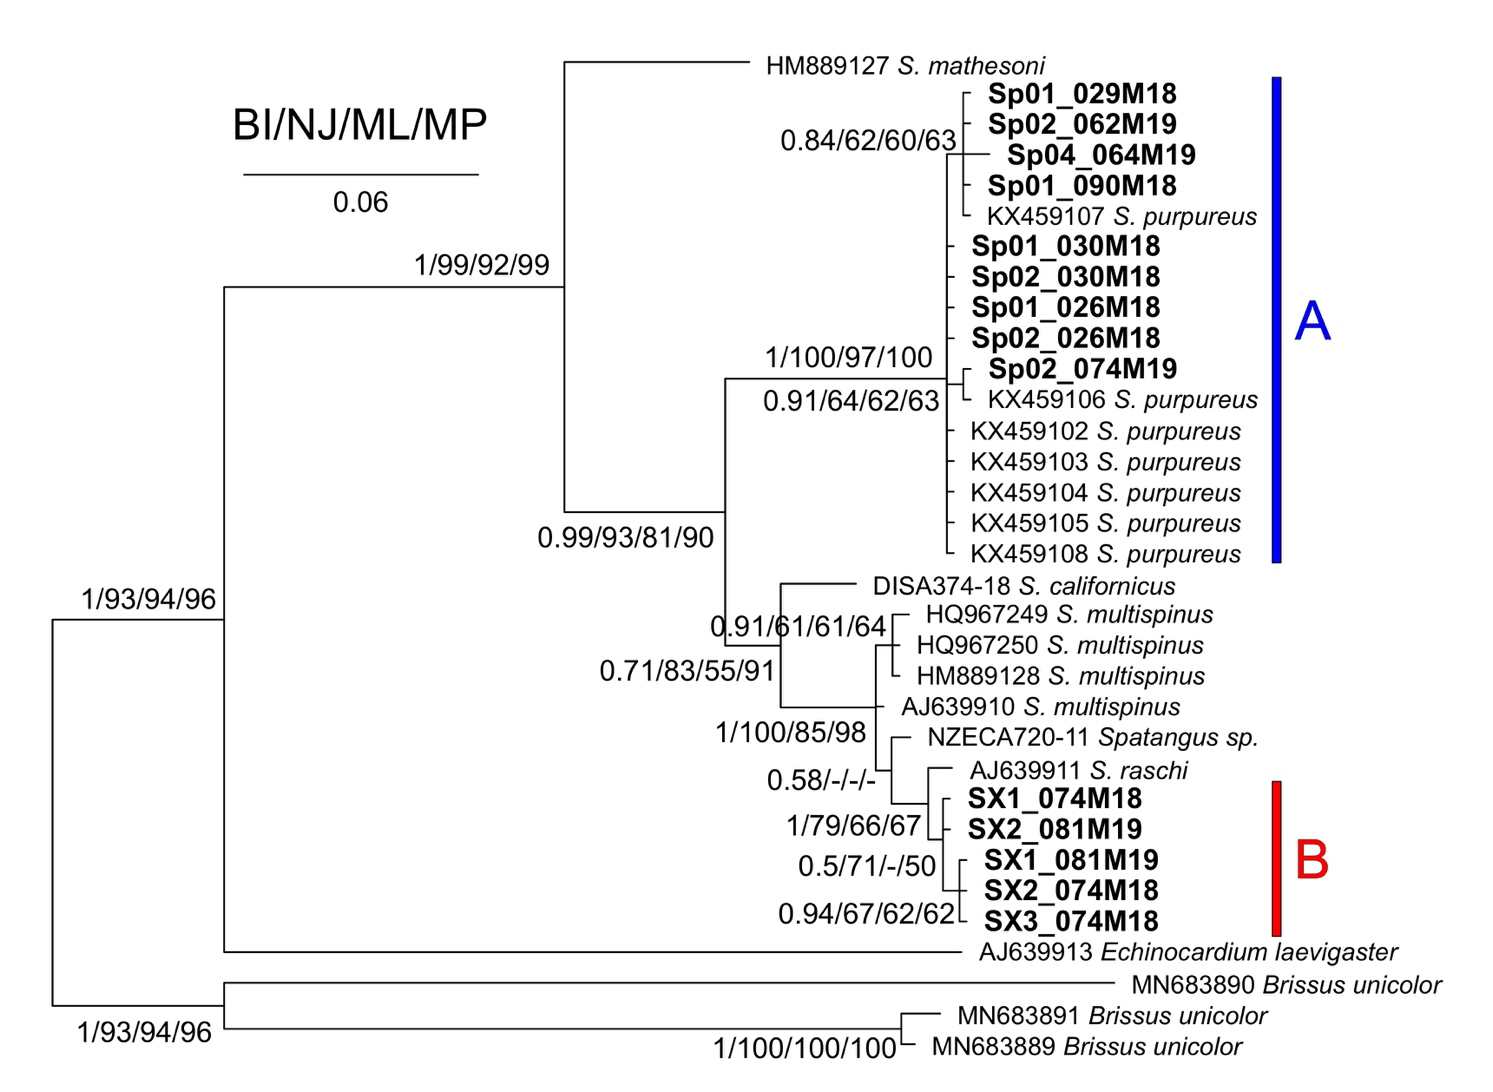 HM889127 S. mathesoni
Sp01_029M18
BI/NJ/ML/MP
Sp02_062M19
0.84/62/60/63
Sp04_064M19
Sp01_090M18
0.06
KX459107 S. purpureus
Sp01_030M18
1/99/92/99
Sp02_030M18
Sp01_026M18
A
Sp02_026M18
1/100/97/100
Sp02_074M19
0.91/64/62/63
KX459106 S. purpureus
KX459102 S. purpureus
KX459103 S. purpureus
KX459104 S. purpureus
KX459105 S. purpureus
0.99/93/81/90
KX459108 S. purpureus
DISA374-18 S. californicus
1/93/94/96
HQ967249 S. multispinus
0.91/61/61/64
HQ967250 S. multispinus
0.71/83/55/91
HM889128 S. multispinus
AJ639910 S. multispinus
1/100/85/98
NZECA720-11 Spatangus sp.
AJ639911 S. raschi
0.58/-/-/-
SX1_074M18
1/79/66/67
SX2_081M19
B
SX1_081M19
0.5/71/-/50
SX2_074M18
0.94/67/62/62
SX3_074M18
AJ639913 Echinocardium laevigaster
MN683890 Brissus unicolor
MN683891 Brissus unicolor
1/93/94/96
1/100/100/100
MN683889 Brissus unicolor